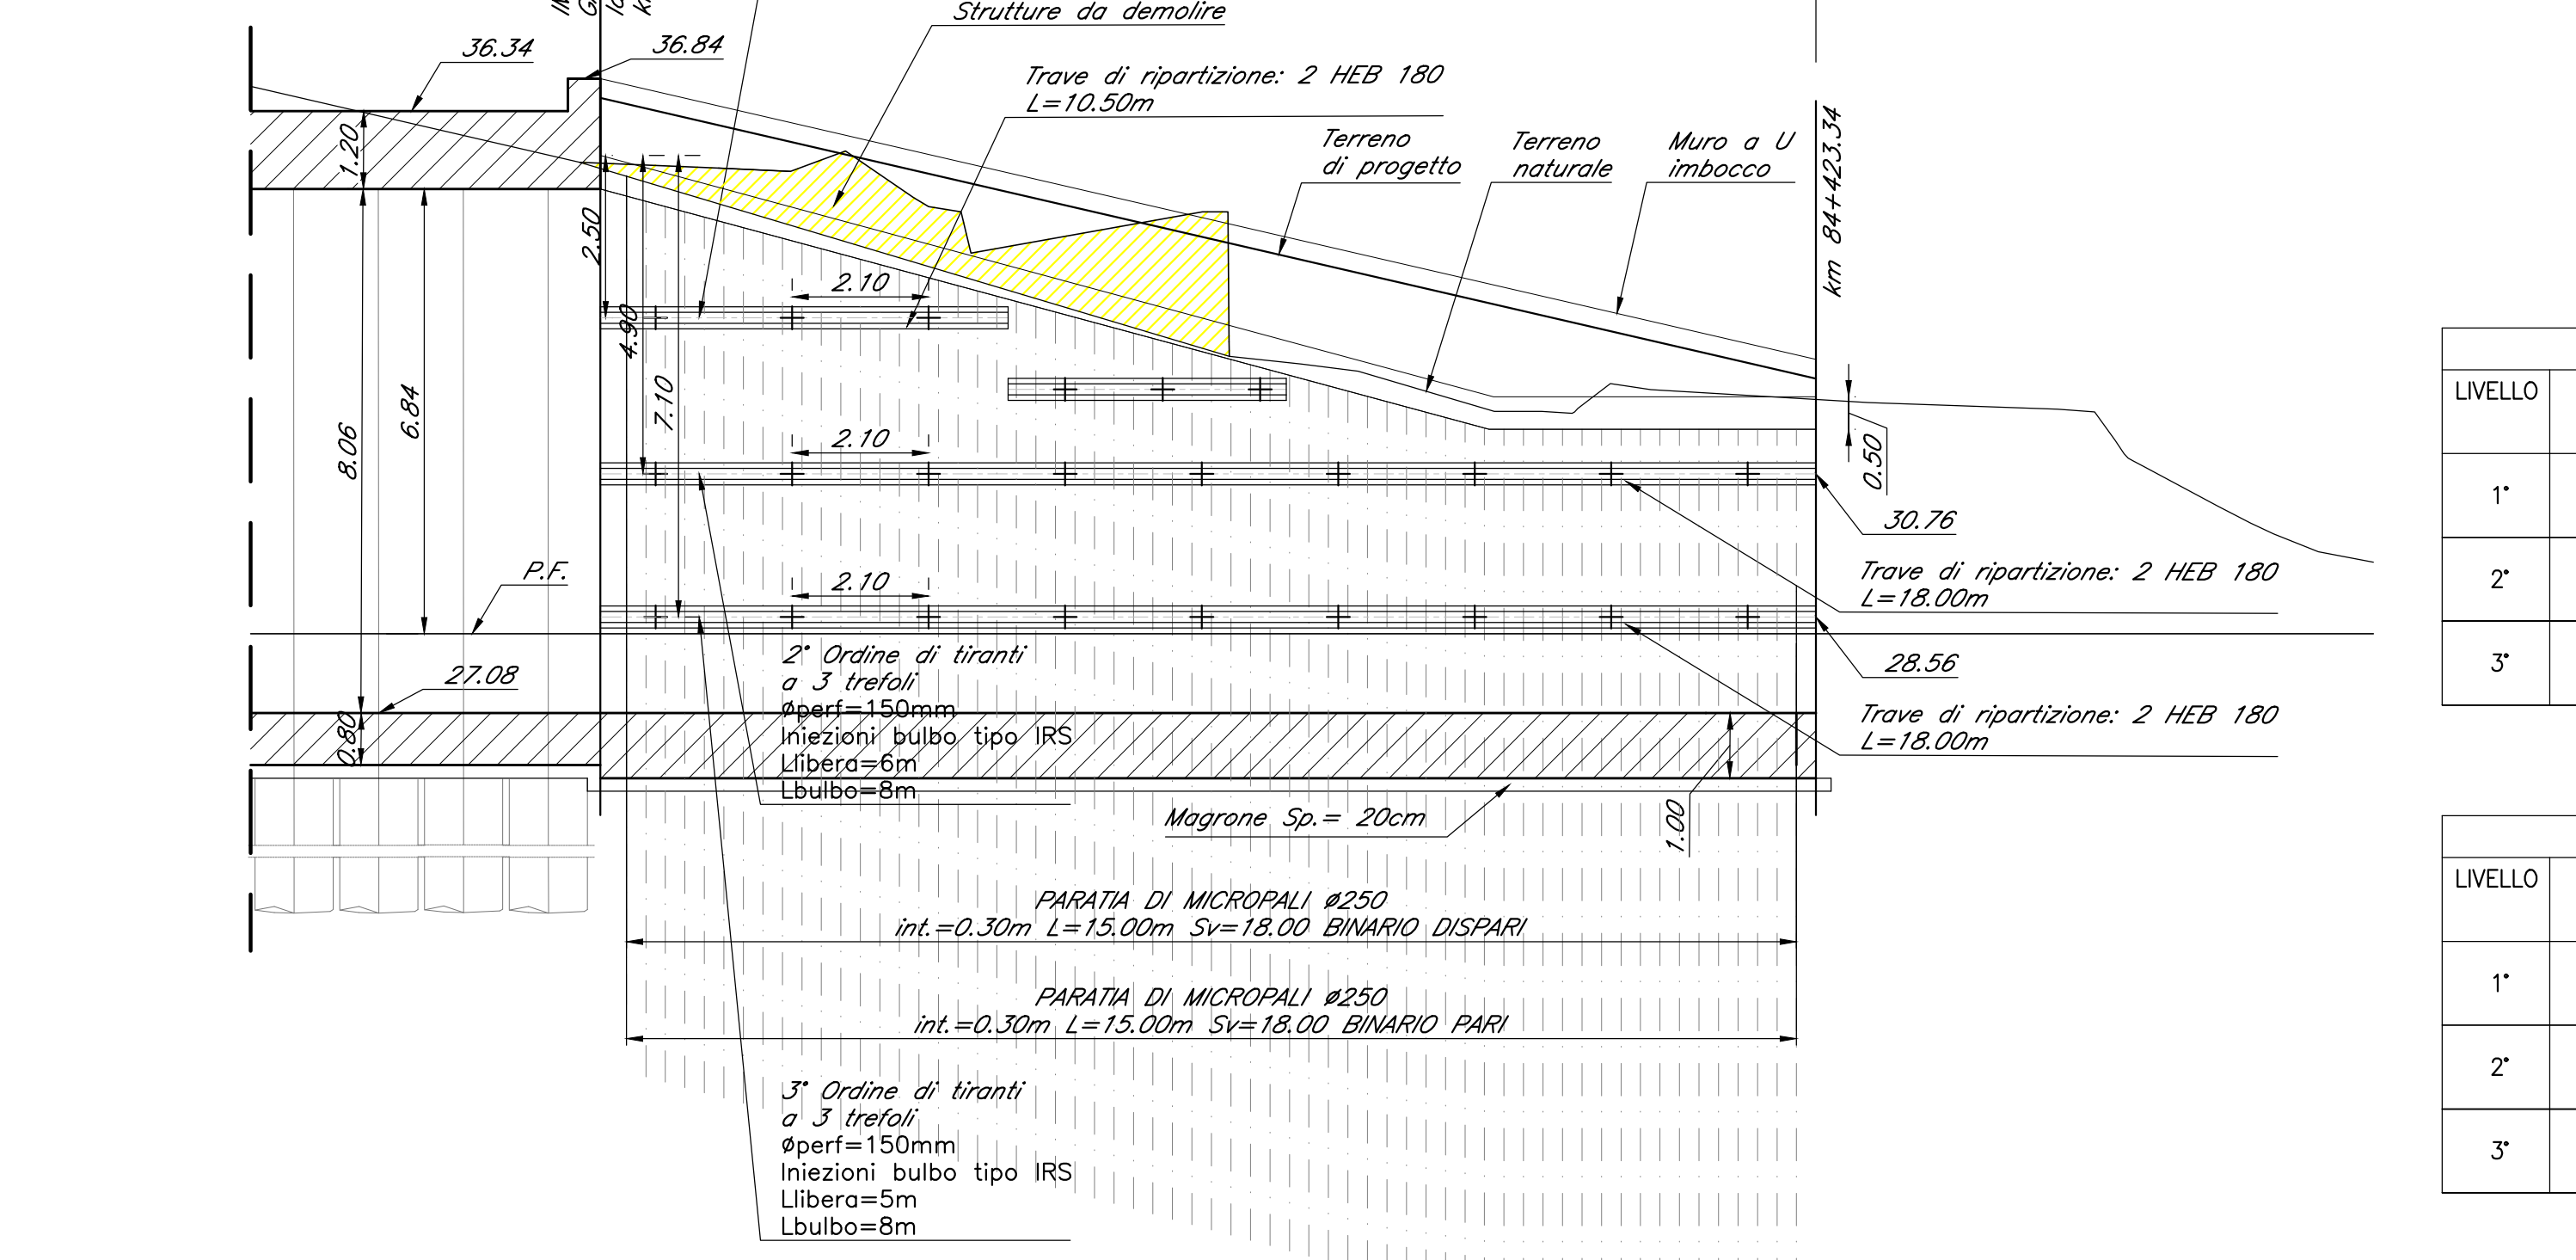 Strutture da demolire
36.34
36.84
Trave di ripartizione: 2 HEB 180
L=10.50m
Terreno
di progetto
Terreno
naturale
Muro a U
imbocco
km 84+423.34
1.20
2.50
4.90
7.10
2.10
2.10
2.10
8.06
6.84
0.50
30.76
Trave di ripartizione: 2 HEB 180
L=18.00m
P.F.
28.56
Trave di ripartizione: 2 HEB 180
L=18.00m
27.08
0.80
2° Ordine di tiranti
a 3 trefoli
øperf=150mm
Iniezioni bulbo tipo IRS
Llibera=6m
Lbulbo=8m
Magrone Sp.= 20cm
1.00
PARATIA DI MICROPALI ø250
int.=0.30m L=15.00m Sv=18.00 BINARIO DISPARI
PARATIA DI MICROPALI ø250
int.=0.30m L=15.00m Sv=18.00 BINARIO PARI
3° Ordine di tiranti
a 3 trefoli
øperf=150mm
Iniezioni bulbo tipo IRS
Llibera=5m
Lbulbo=8m
LIVELLO
1°
2°
3°
LIVELLO
1°
2°
3°